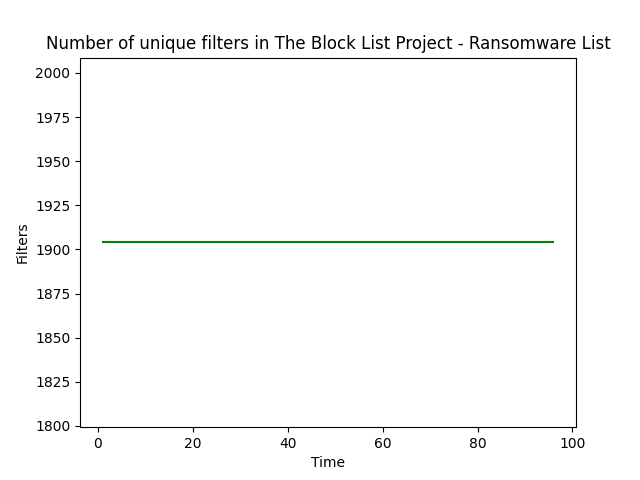 Number of unique filters in The Block List Project - Ransomware List
2000
1975
1950
1925
1900
1875
1850
1825
1800
Filters
0 20 40 60 80 100
Time